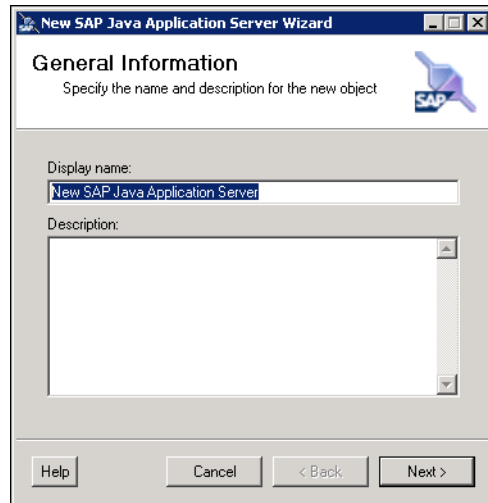 New SAP Java Application Server Wizard
General Information
Specify the name and description for the new object
SAP
Display name:
New SAP Java Application Server
Description:
Help
Cancel
< Back
Next >